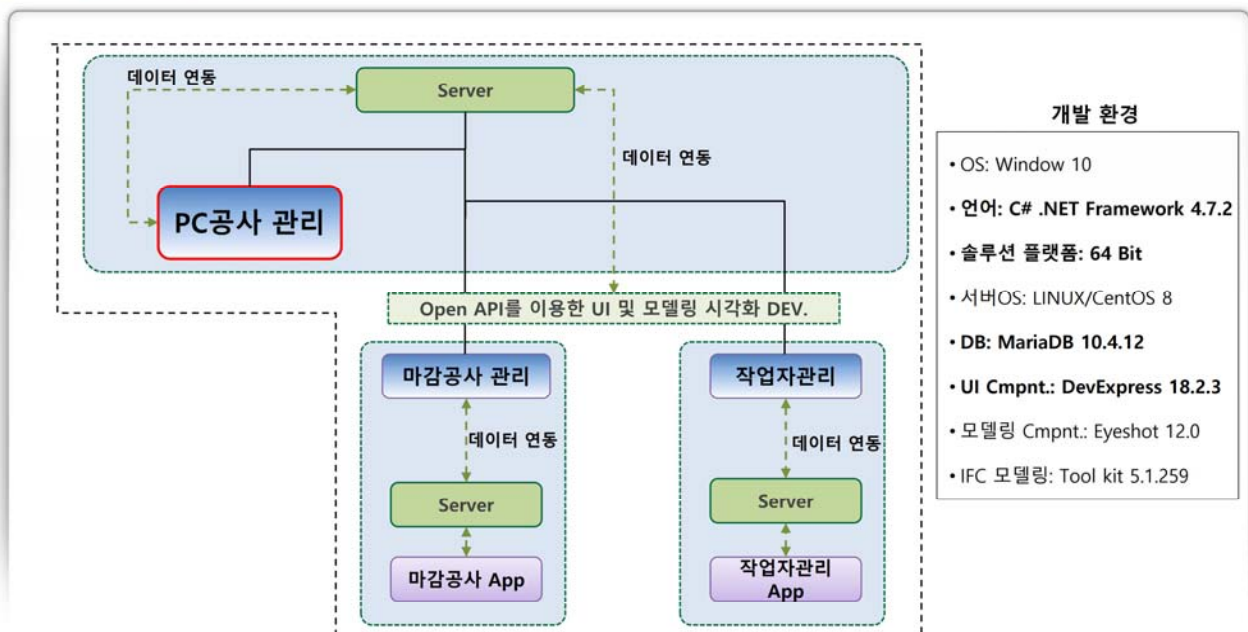 데이터 연동
Server
데이터 연동
PC공사 관리
Open API를 이용한 UI 및 모델링 시각화 DEV.
마감공사 관리
데이터 연동
Server
마감공사 App
작업자관리
데이터 연동
Server
작업자관리
App
개발 환경
• OS: Window 10
• 언어: C# .NET Framework 4.7.2
• 솔루션 플랫폼: 64 Bit
• 서버OS: LINUX/CentOS 8
• DB: MariaDB 10.4.12
• UI Cmpnt.: DevExpress 18.2.3
• 모델링 Cmpnt.: Eyeshot 12.0
• IFC 모델링: Tool kit 5.1.259